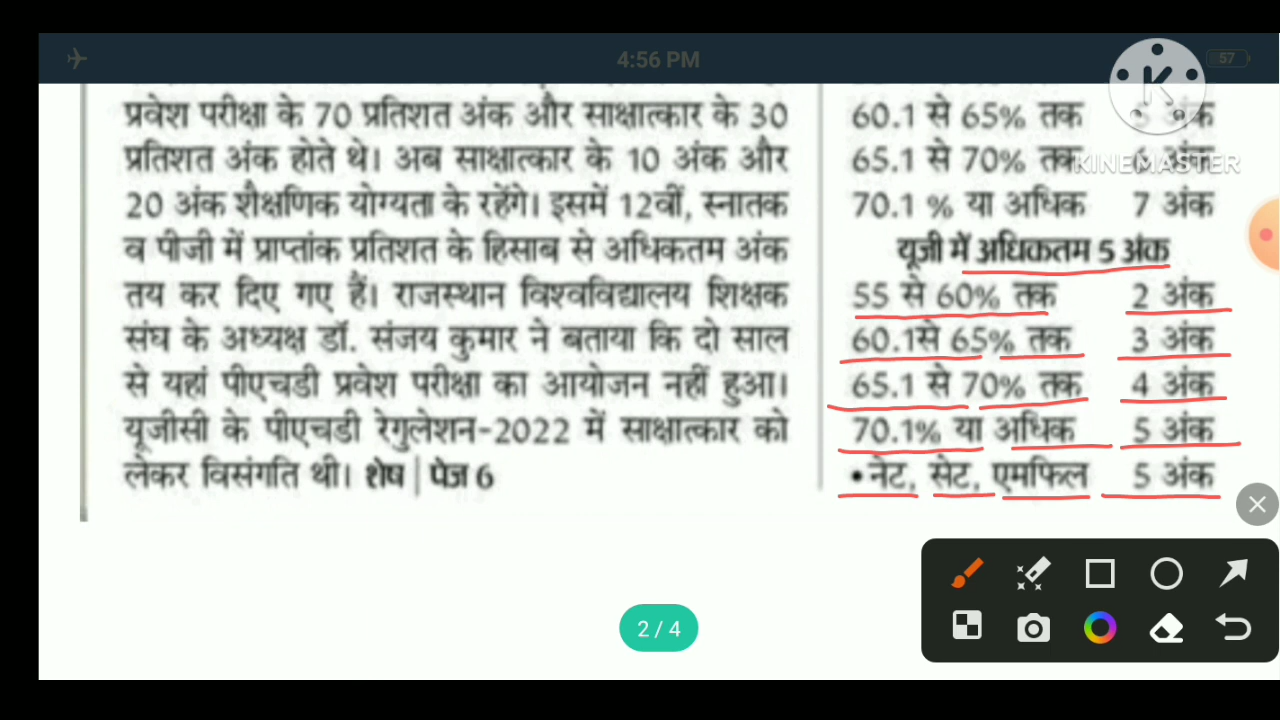 4:56 PM
57
प्रवेश परीक्षा के 70 प्रतिशत अंक और साक्षात्कार के 30
प्रतिशत अंक होते थे। अब साक्षात्कार के 10 अंक और
20 अंक शैक्षणिक योग्यता के रहेंगे। इसमें 12वीं, स्नातक
व पीजी में प्राप्तांक प्रतिशत के हिसाब से अधिकतम अंक
तय कर दिए गए हैं। राजस्थान विश्वविद्यालय शिक्षक
संघ के अध्यक्ष डॉ. संजय कुमार ने बताया कि दो साल
से यहां पीएचडी प्रवेश परीक्षा का आयोजन नहीं हुआ।
यूजीसी के पीएचडी रेगुलेशन-2022 में साक्षात्कार को
लेकर विसंगति थी। शेष | पेज 6
60.1 से 65% तक 5 अंक
65.1 से 70% तक 6 अंक
70.1 % या अधिक 7 अंक
यूजी में अधिकतम 5 अंक
55 से 60% तक 2 अंक
60.1से 65% तक 3 अंक
65.1 से 70% तक 4 अंक
70.1% या अधिक 5 अंक
•नेट, सेट, एमफिल 5 अंक
K
KINEMASTER
2 / 4